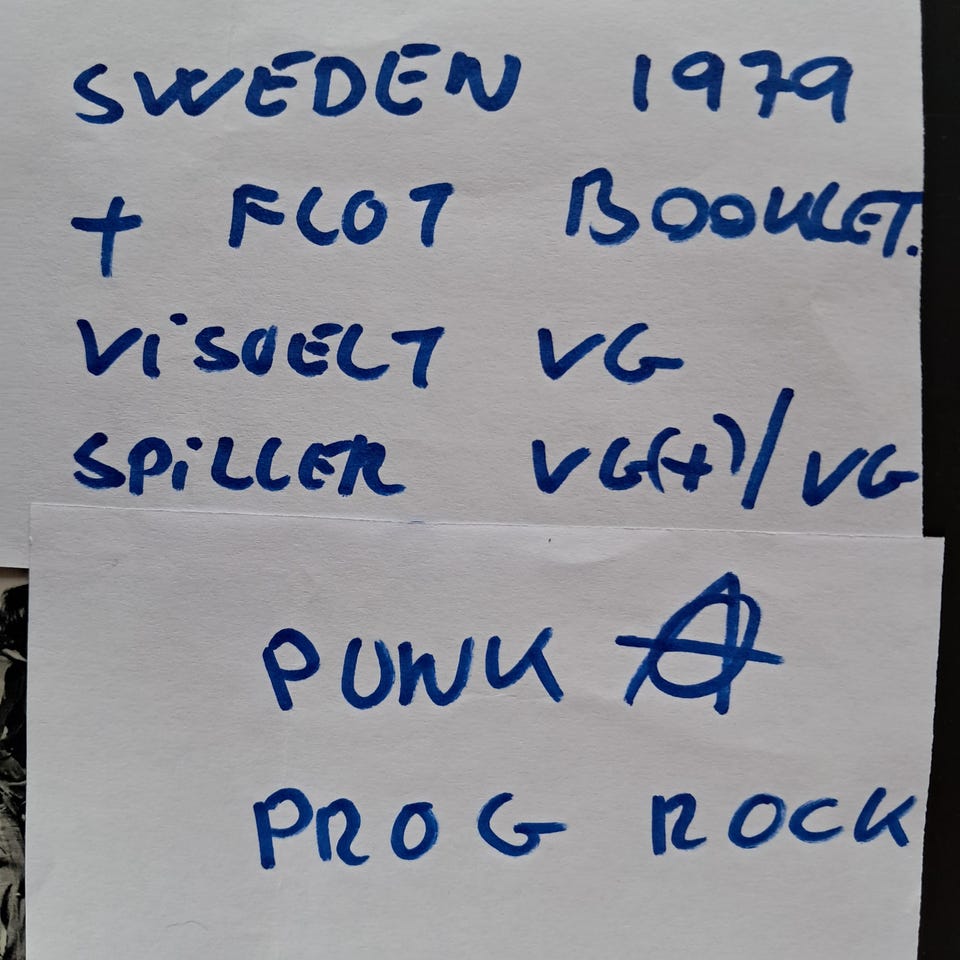 SWEDEN 1979
+ FLOT BOOKLET.
ViSUELT VG
SPiLLER VG(+)/VG
PUNK Ⓐ
PROG ROCK